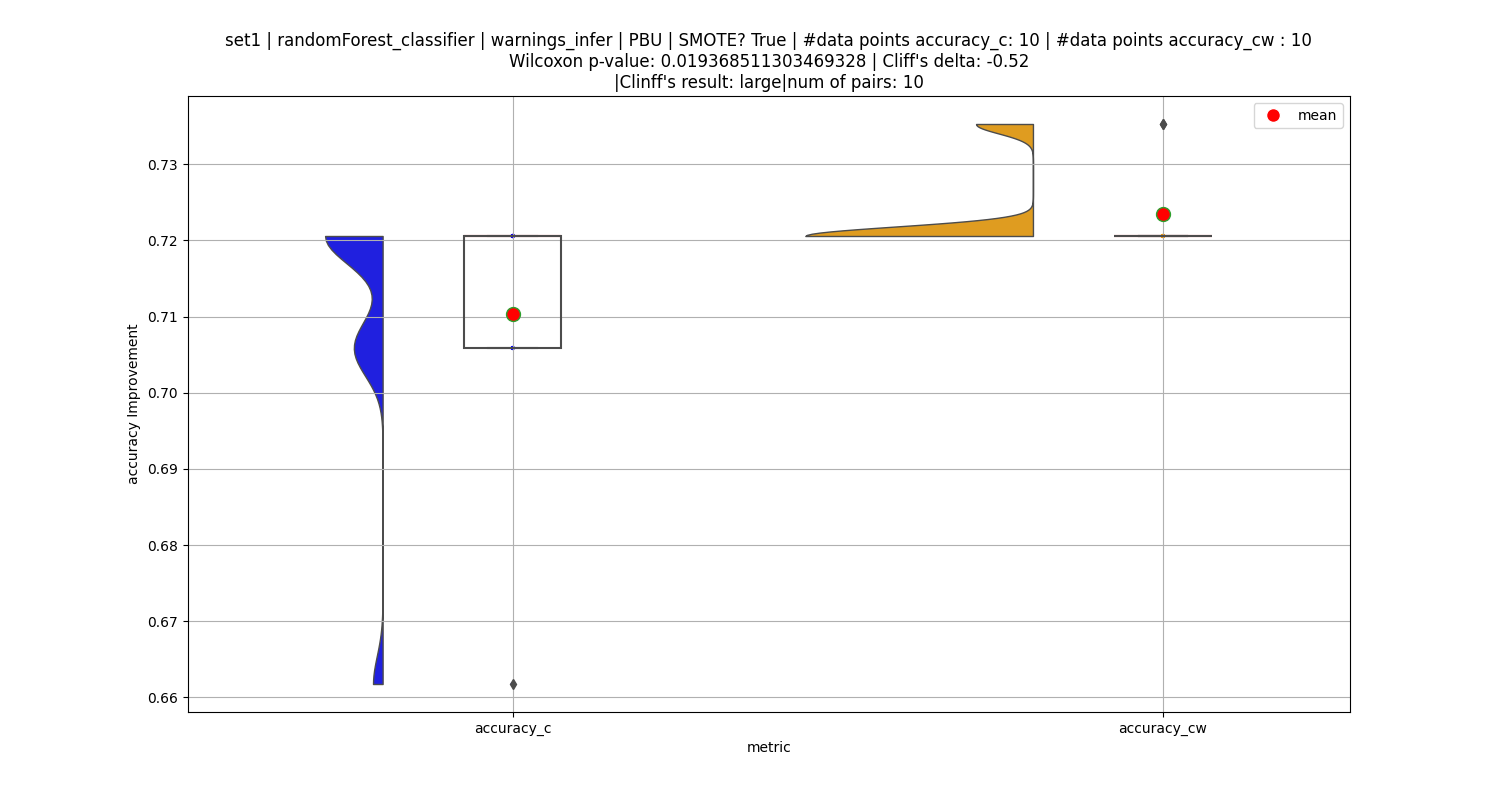 set1 | randomForest_classifier | warnings_infer | PBU | SMOTE? True | #data points accuracy_c: 10 | #data points accuracy_cw : 10
Wilcoxon p-value: 0.019368511303469328 | Cliff's delta: -0.52
|Clinff's result: large|num of pairs: 10
mean
0.73
0.72
0.71
0.70
0.69
0.68
0.67
0.66
accuracy Improvement
accuracy_c
accuracy_cw
metric